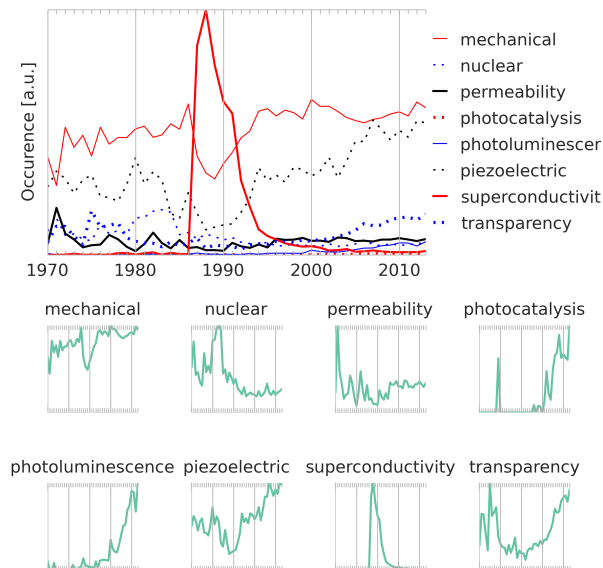 Occurence [a.u.]
mechanical
nuclear
permeability
photocatalysis
photoluminescer
piezoelectric
superconductivit
transparency
1970 1980 1990 2000 2010
mechanical nuclear permeability photocatalysis
photoluminescence piezoelectric superconductivity transparency